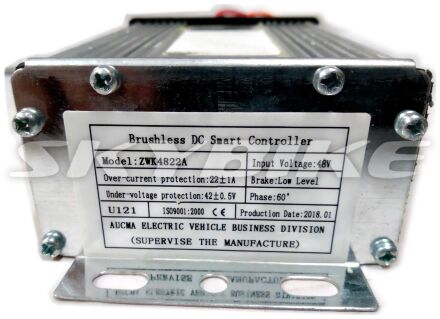 Brushless DC Smart Controller
Model:ZWK4822A Input Voltage:48V
Over-current protection:22±1A Brake:Low Level
Under-voltage protection:42±0.5V Phase:60°
U121 ISO9001:2000 CE Production Date:2018.01
AUCMA ELECTRIC VEHICLE BUSINESS DIVISION
(SUPERVISE THE MANUFACTURE)
SKYBIKE